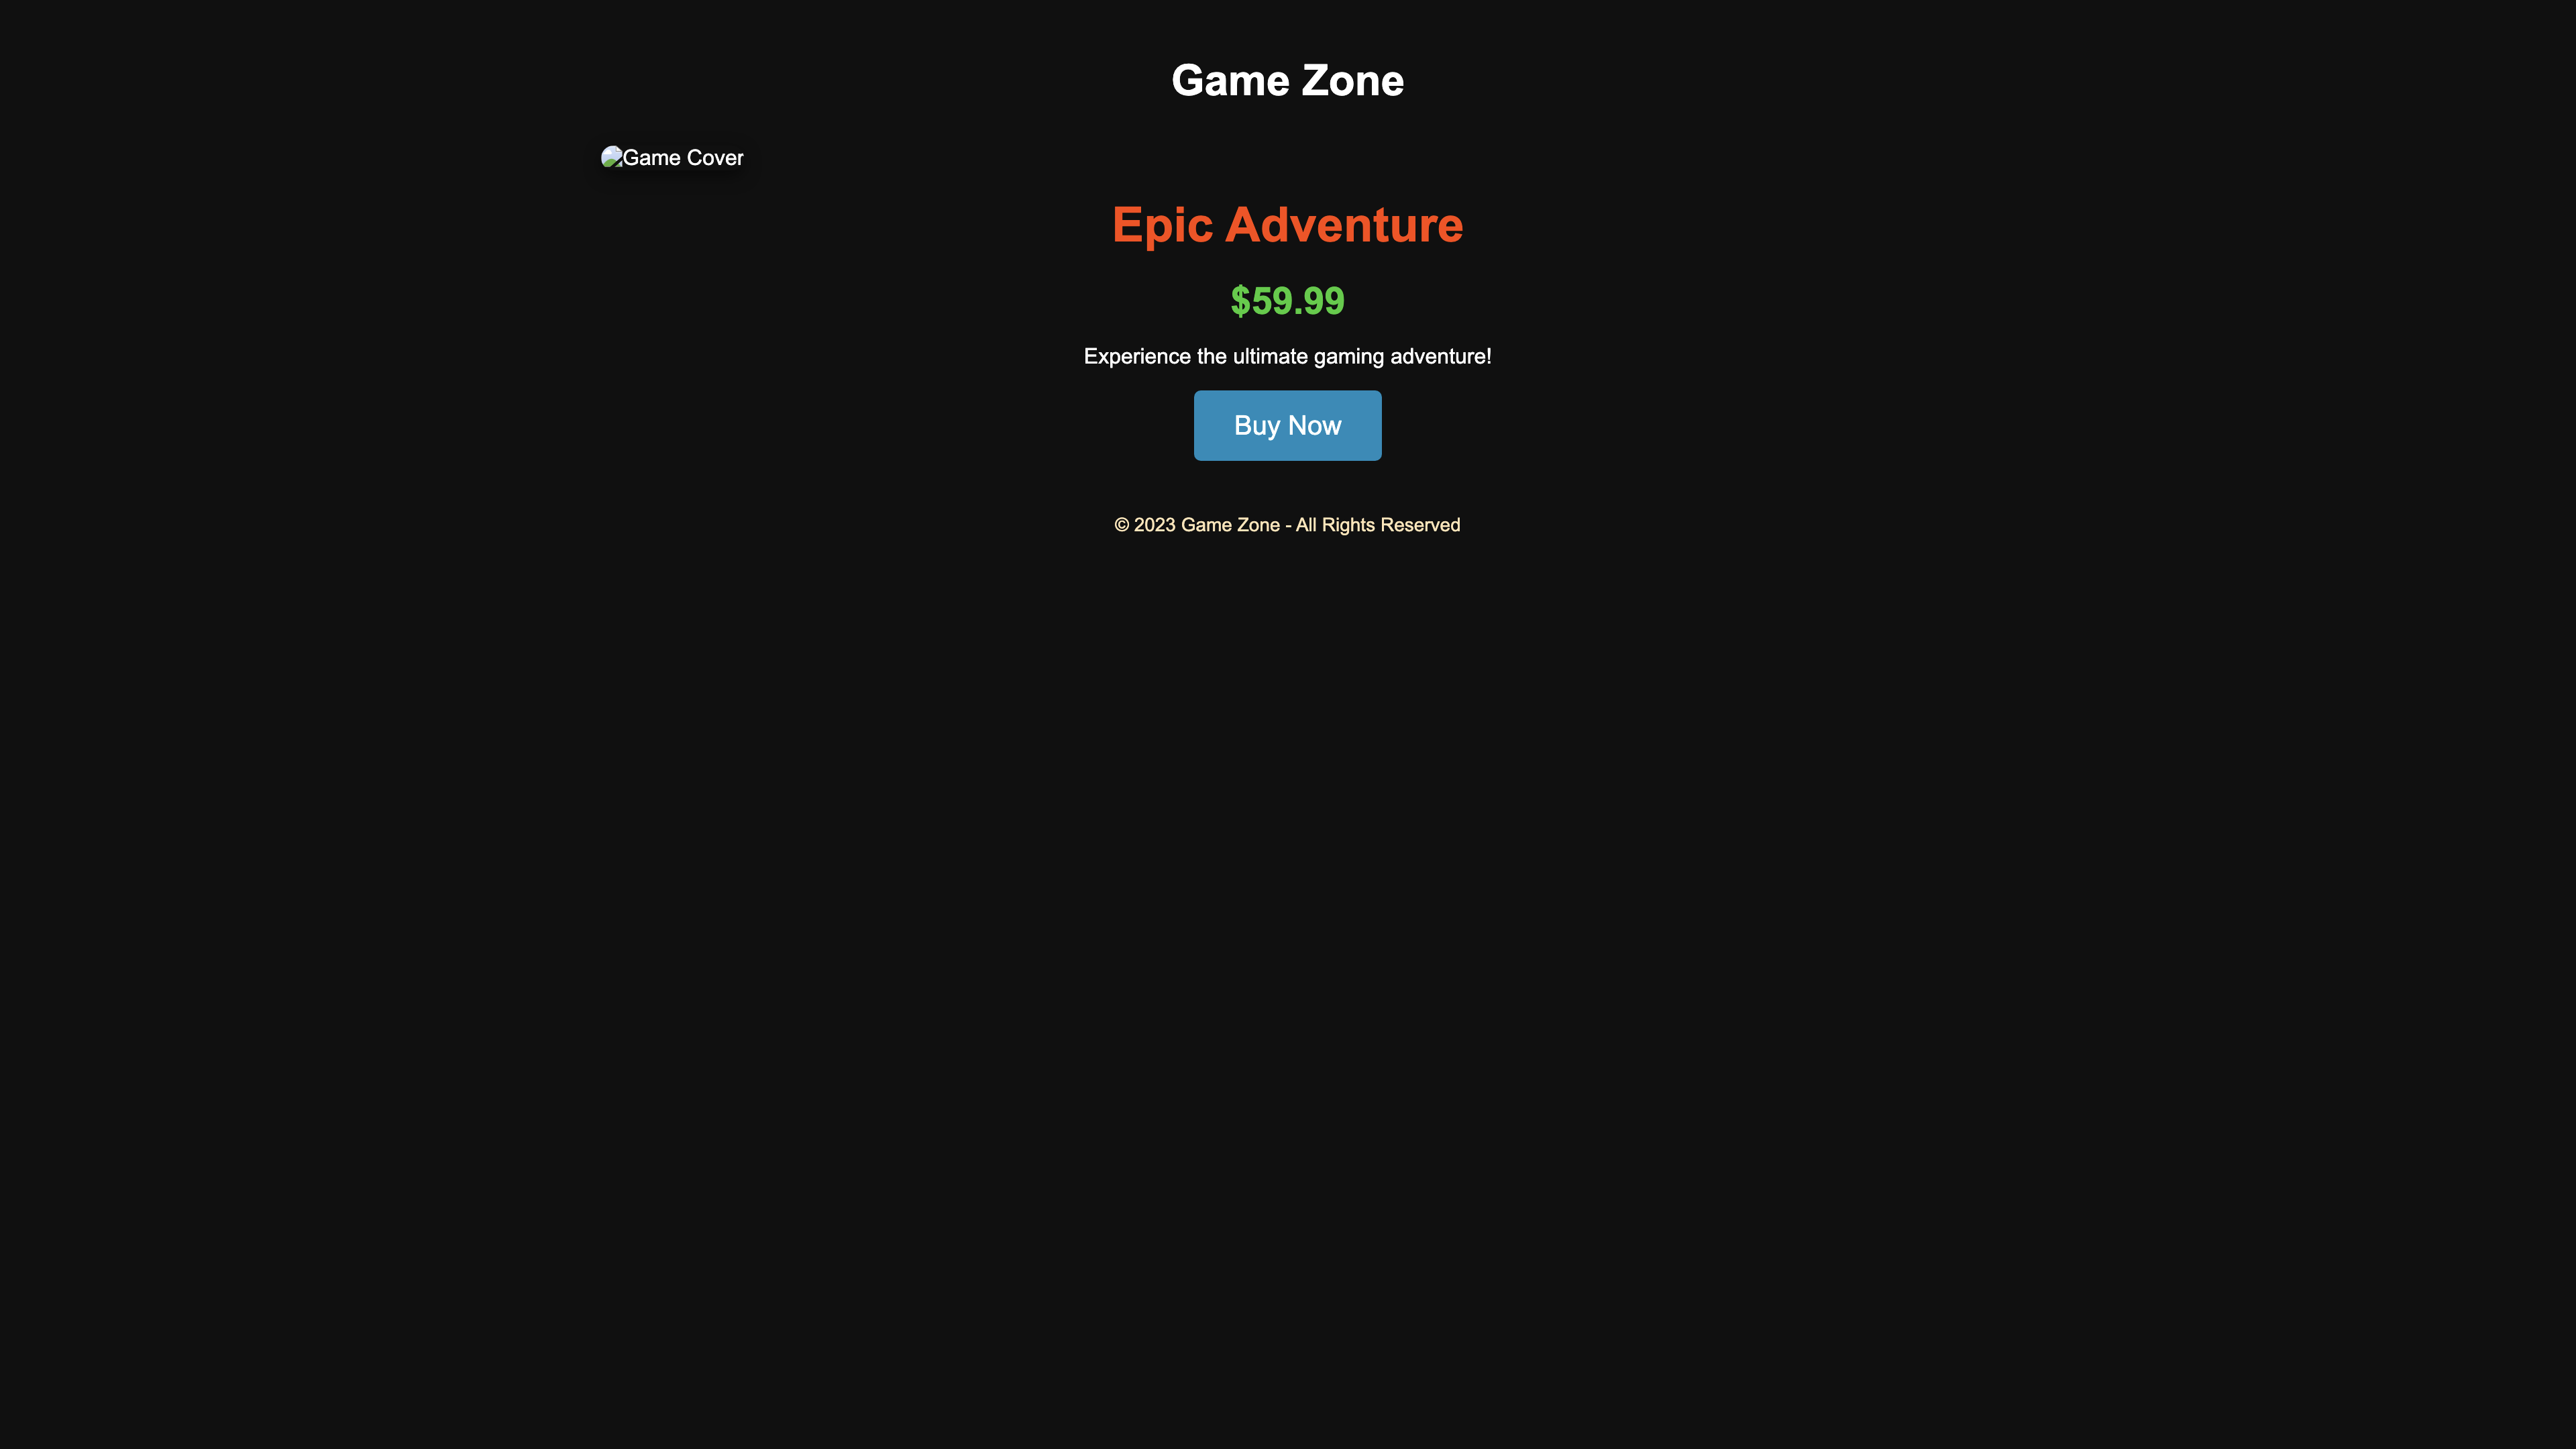 Game Zone
Game Cover
Epic Adventure
$59.99
Experience the ultimate gaming adventure!
Buy Now
© 2023 Game Zone - All Rights Reserved